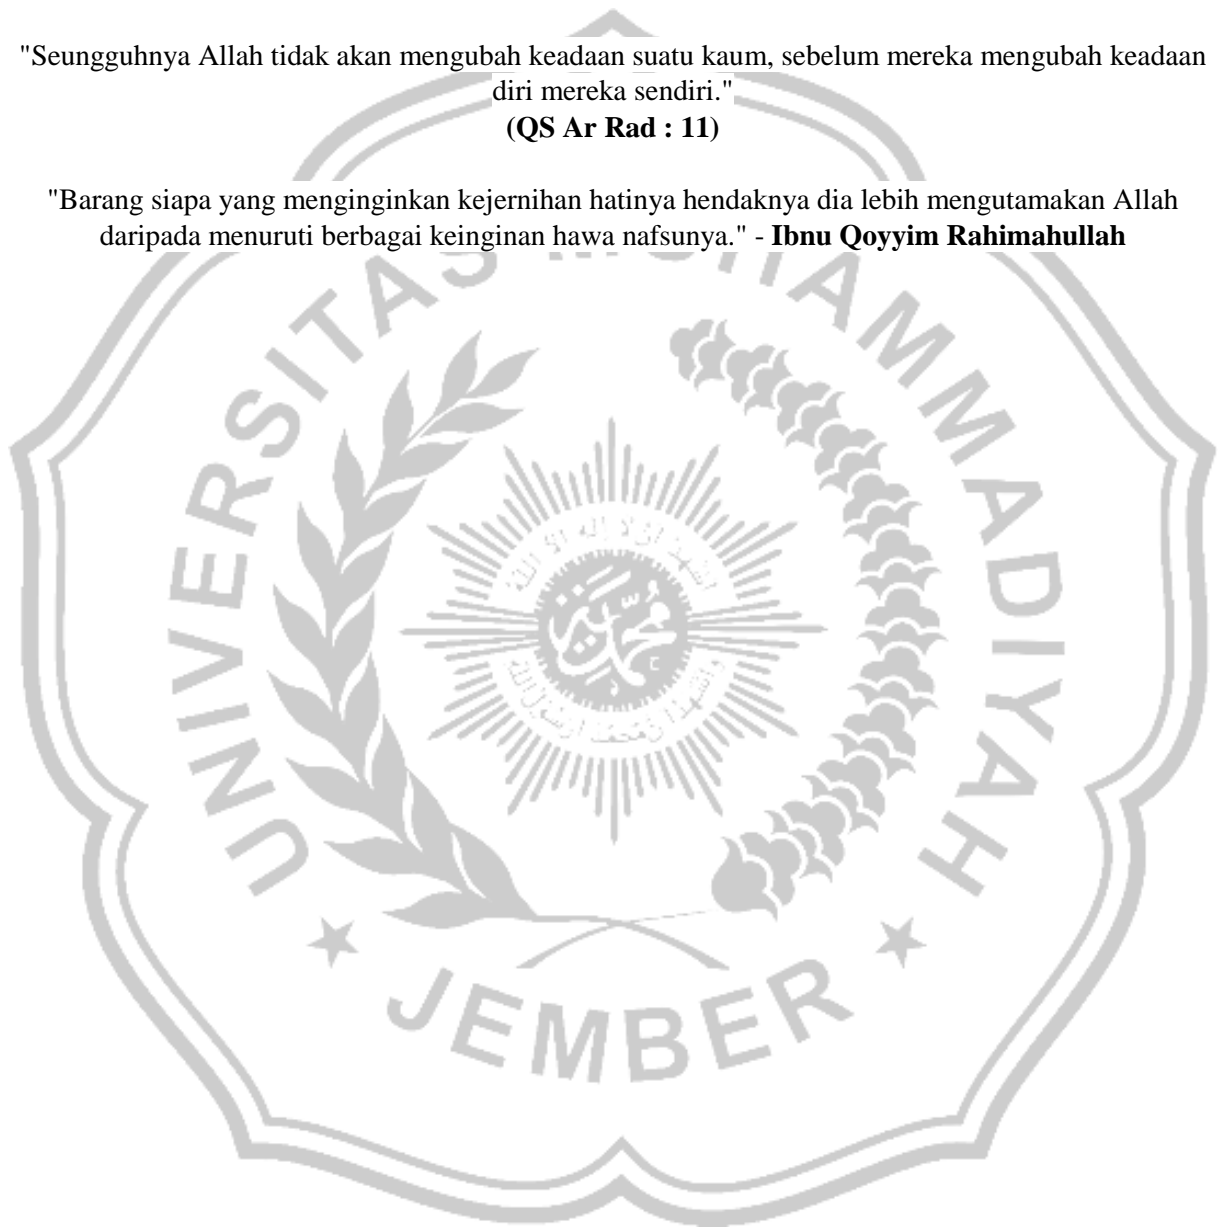 "Seungguhnya Allah tidak akan mengubah keadaan suatu kaum, sebelum mereka mengubah keadaan
diri mereka sendiri."
(QS Ar Rad : 11)
"Barang siapa yang menginginkan kejernihan hatinya hendaknya dia lebih mengutamakan Allah
daripada menuruti berbagai keinginan hawa nafsunya." - Ibnu Qoyyim Rahimahullah
UNIVERSITAS MUHAMMADIYAH
JEMBER